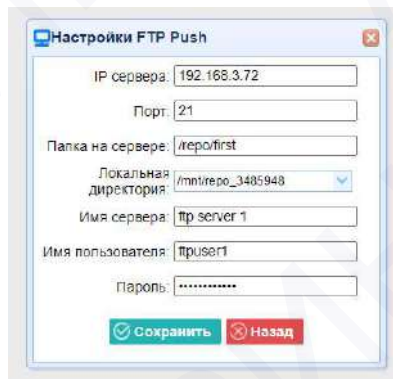 Настройки FTP Push
IP сервера: 192.168.3.72
Порт: 21
Папка на сервере: /repo/first
Локальная
директория: /mnt/repo_3485948
Имя сервера: ftp server 1
Имя пользователя: ftpuser1
Пароль: ••••••••••••
Сохранить Назад